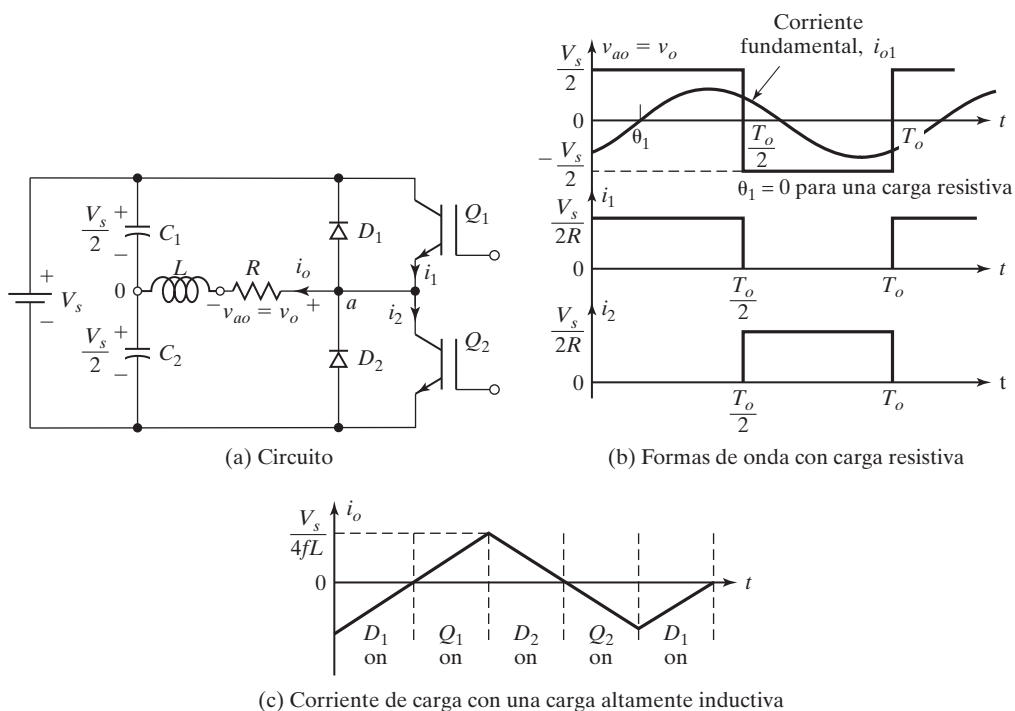 V_s/2 + − C_1
L
R
i_o
0
− v_ao = v_o +
a
+ V_s −
V_s/2 + − C_2
D_1
Q_1
i_1
i_2
D_2
Q_2
(a) Circuito
Corriente
fundamental, i_o1
v_ao = v_o
V_s/2
0
θ_1
T_o/2
T_o
t
−V_s/2
θ_1 = 0 para una carga resistiva
i_1
V_s/2R
0
T_o/2
T_o
t
i_2
V_s/2R
0
T_o/2
T_o
t
(b) Formas de onda con carga resistiva
i_o
V_s/4fL
0
t
D_1 Q_1 D_2 Q_2 D_1
on on on on on
(c) Corriente de carga con una carga altamente inductiva